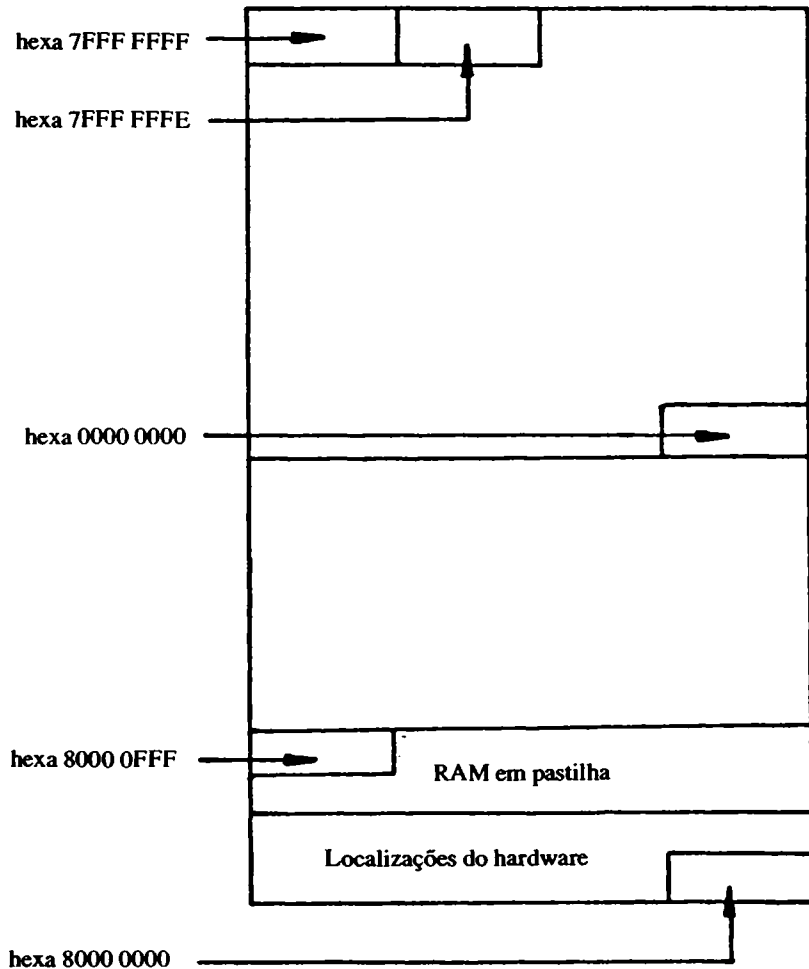 hexa 7FFF FFFF
hexa 7FFF FFFE
hexa 0000 0000
hexa 8000 0FFF
RAM em pastilha
Localizações do hardware
hexa 8000 0000